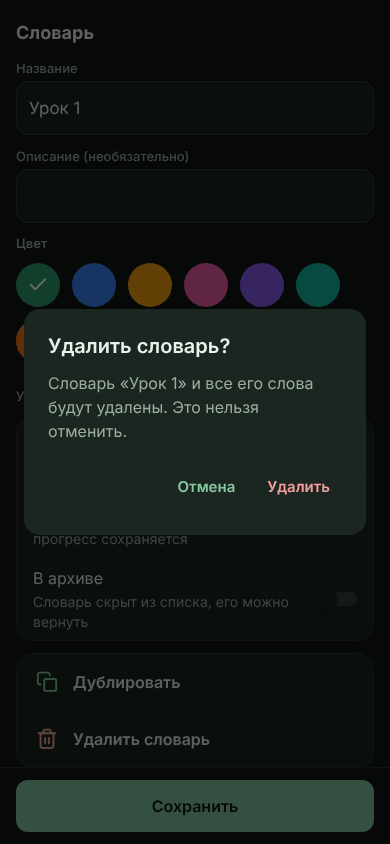 Словарь
Название
Урок 1
Описание (необязательно)
Цвет
Удалить словарь?
Словарь «Урок 1» и все его слова
будут удалены. Это нельзя
отменить.
Отмена
Удалить
прогресс сохраняется
В архиве
Словарь скрыт из списка, его можно
вернуть
Дублировать
Удалить словарь
Сохранить